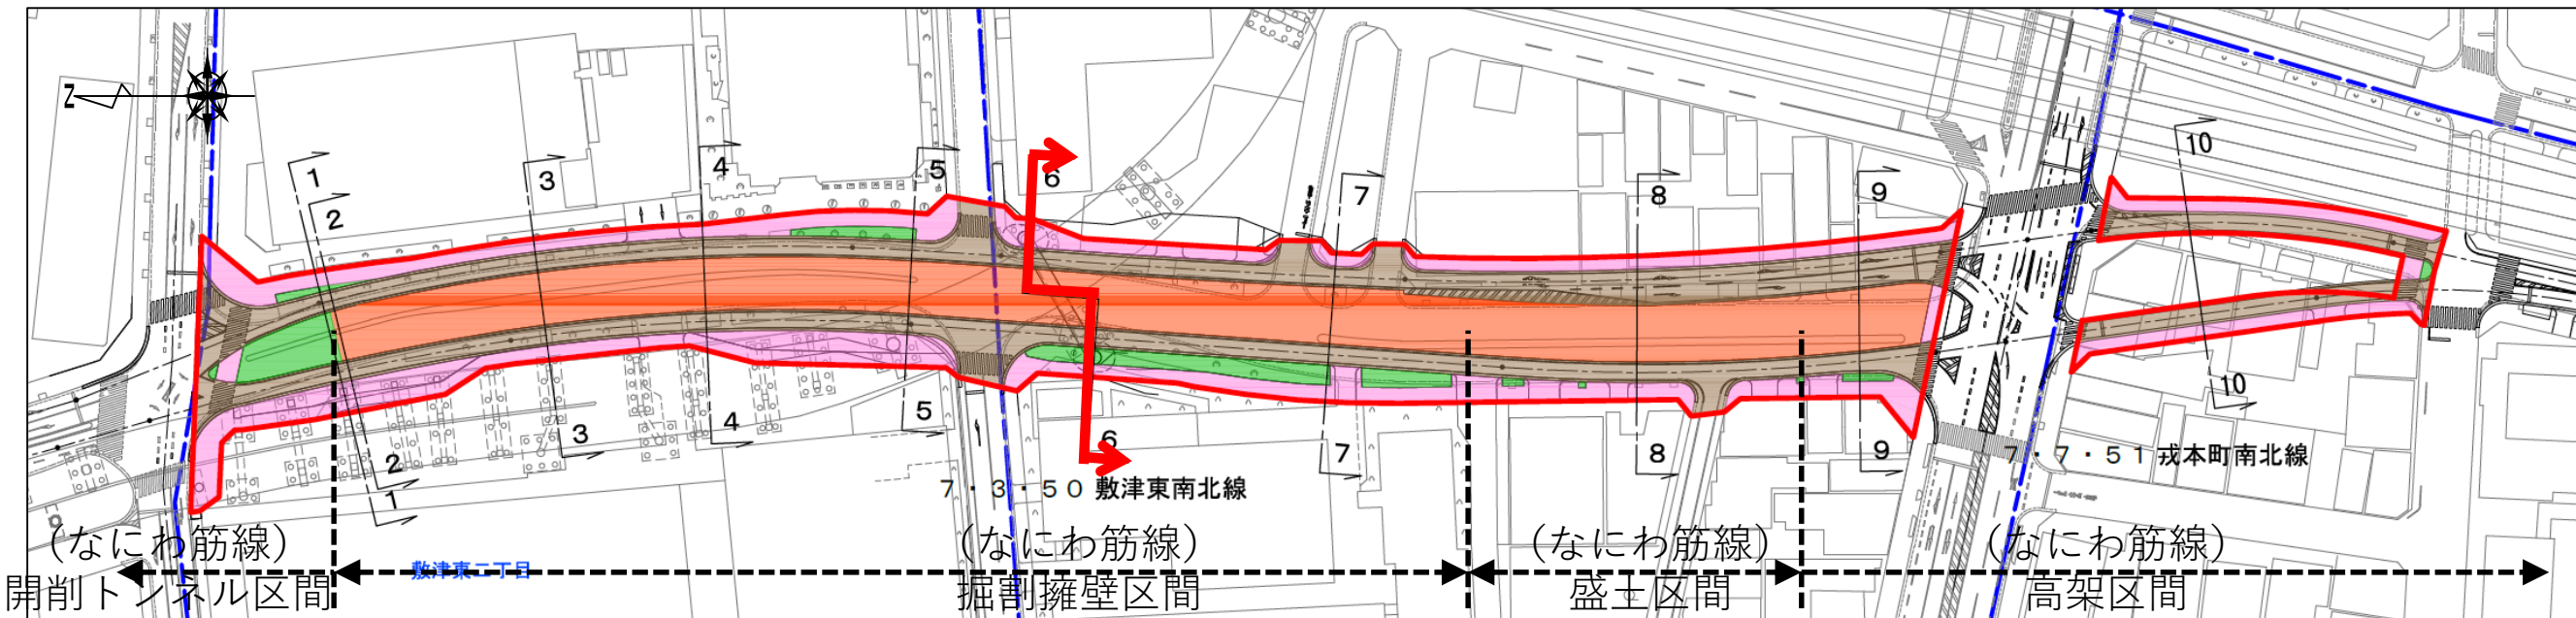 Z
1
2
3
4
5
6
7
8
9
10
2
1
3
4
5
6
7
8
9
10
7・3・50 敷津東南北線
7・7・51 戎本町南北線
(なにわ筋線)
開削トンネル区間
敷津東二丁目
(なにわ筋線)
掘割擁壁区間
(なにわ筋線)
盛土区間
(なにわ筋線)
高架区間